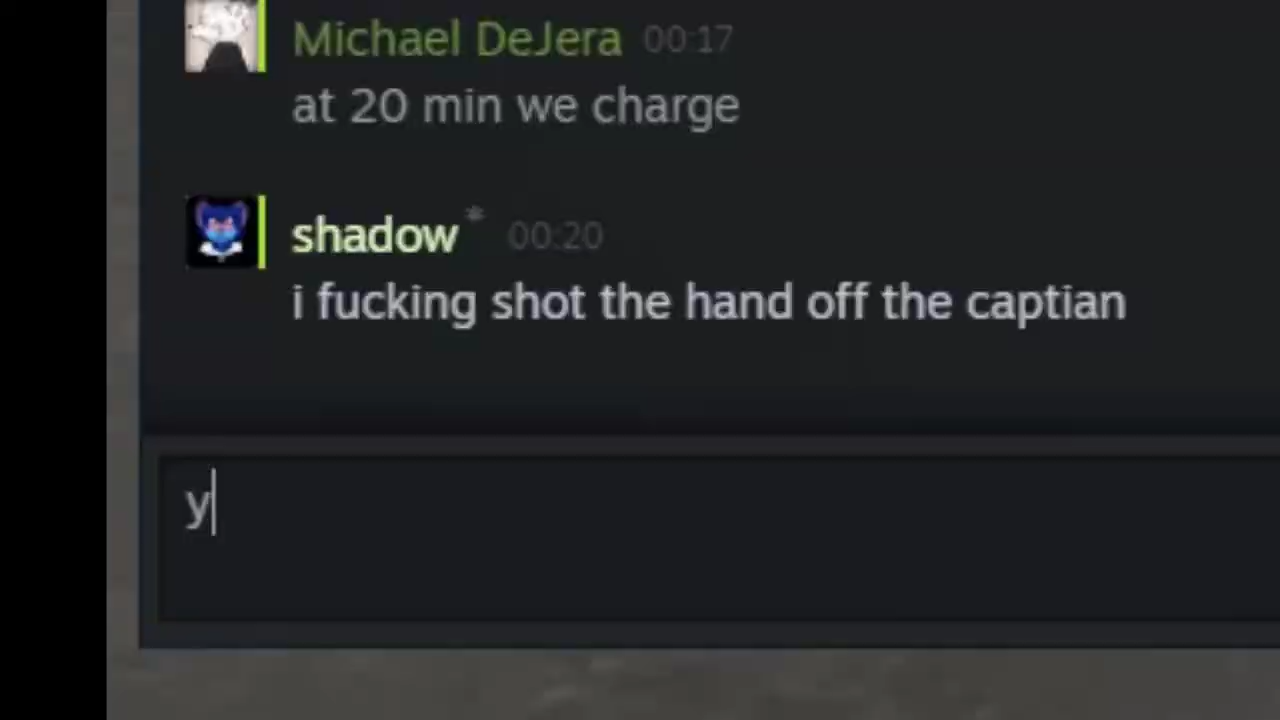 Michael DeJera 00:17
at 20 min we charge
shadow * 00:20
i fucking shot the hand off the captian
y